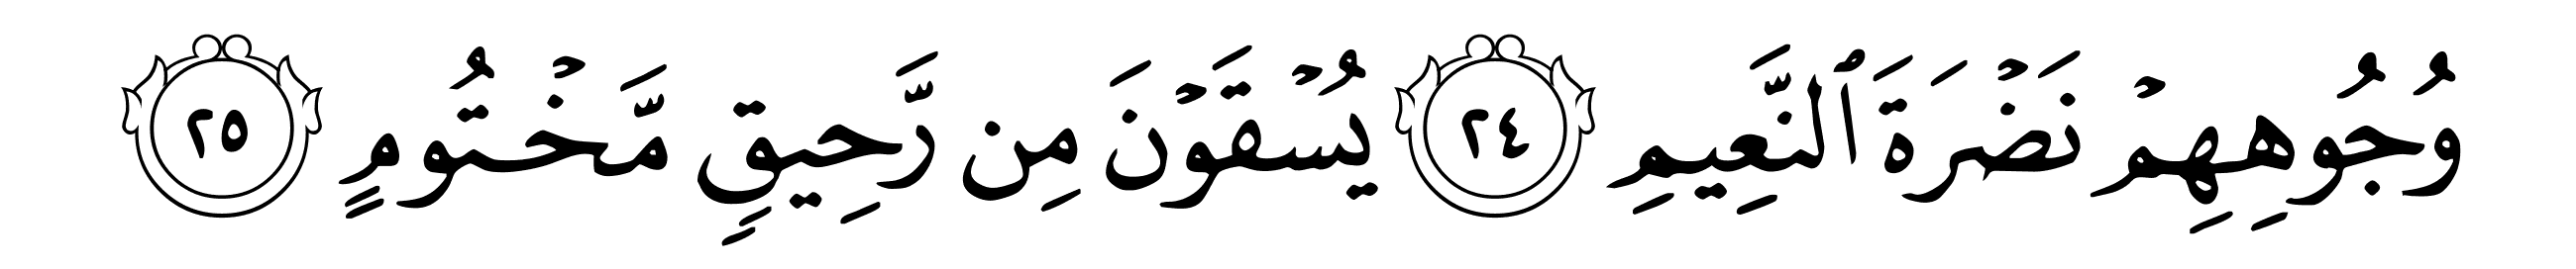 وُجُوهِهِمۡ نَضۡرَةَ ٱلنَّعِيمِ ٢٤ يُسۡقَوۡنَ مِن رَّحِيقٖ مَّخۡتُومٍ ٢٥